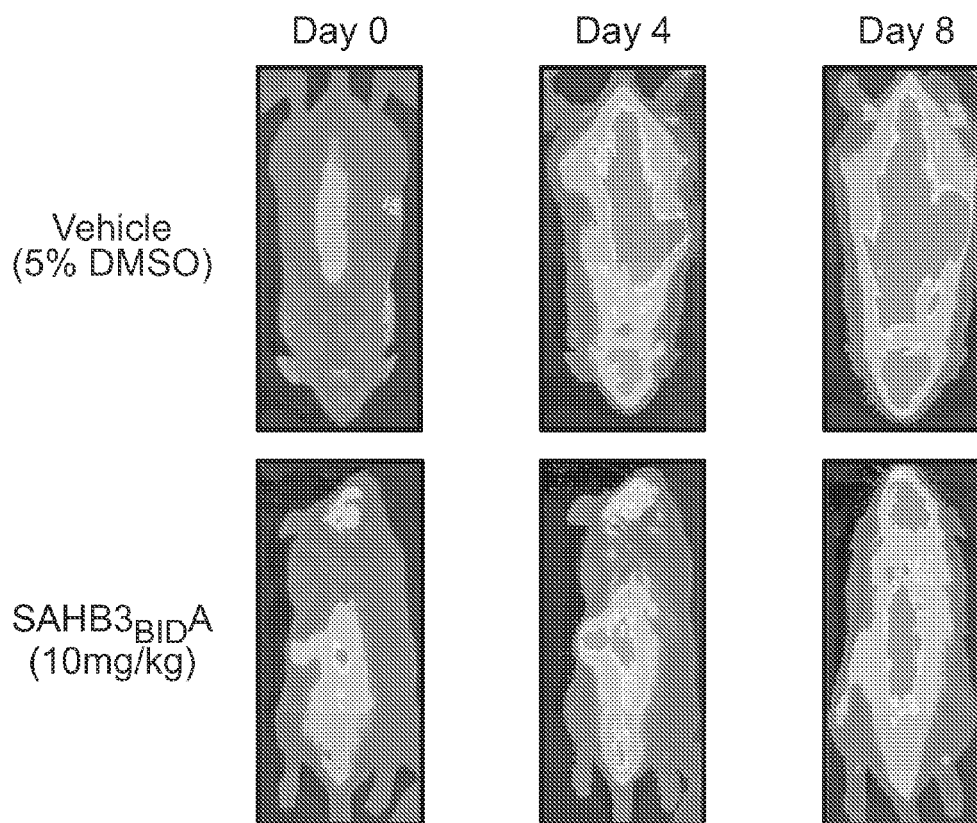 Day 0 Day 4 Day 8
Vehicle
(5% DMSO)
SAHB3BIDA
(10mg/kg)